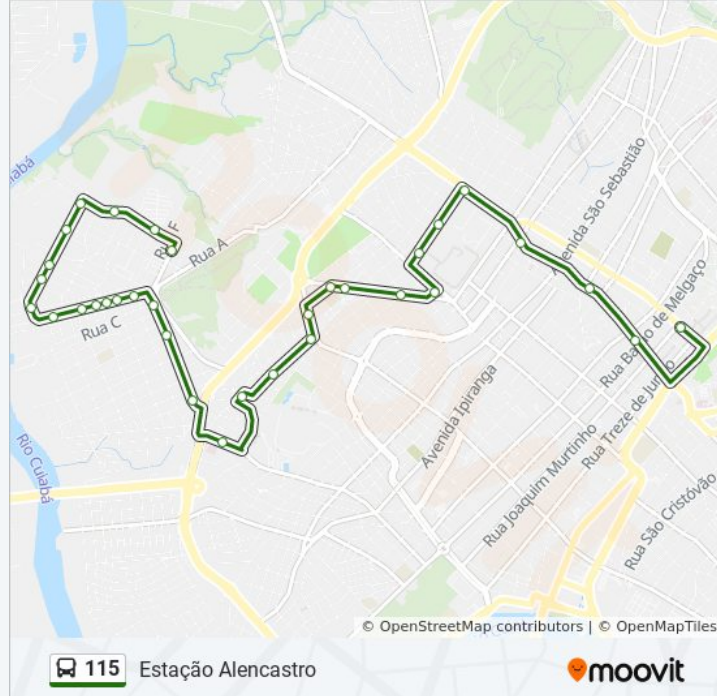 iabá
Avenida São Sebastião
Rua F
Rua A
Rua Barão de Melgaço
Rua C
Rua Treze de Junho
Avenida Ipiranga
Rua Joaquim Murtinho
Rio Cuiabá
Rua São Cristóvão
© OpenStreetMap contributors | © OpenMapTiles
115 Estação Alencastro
moovit